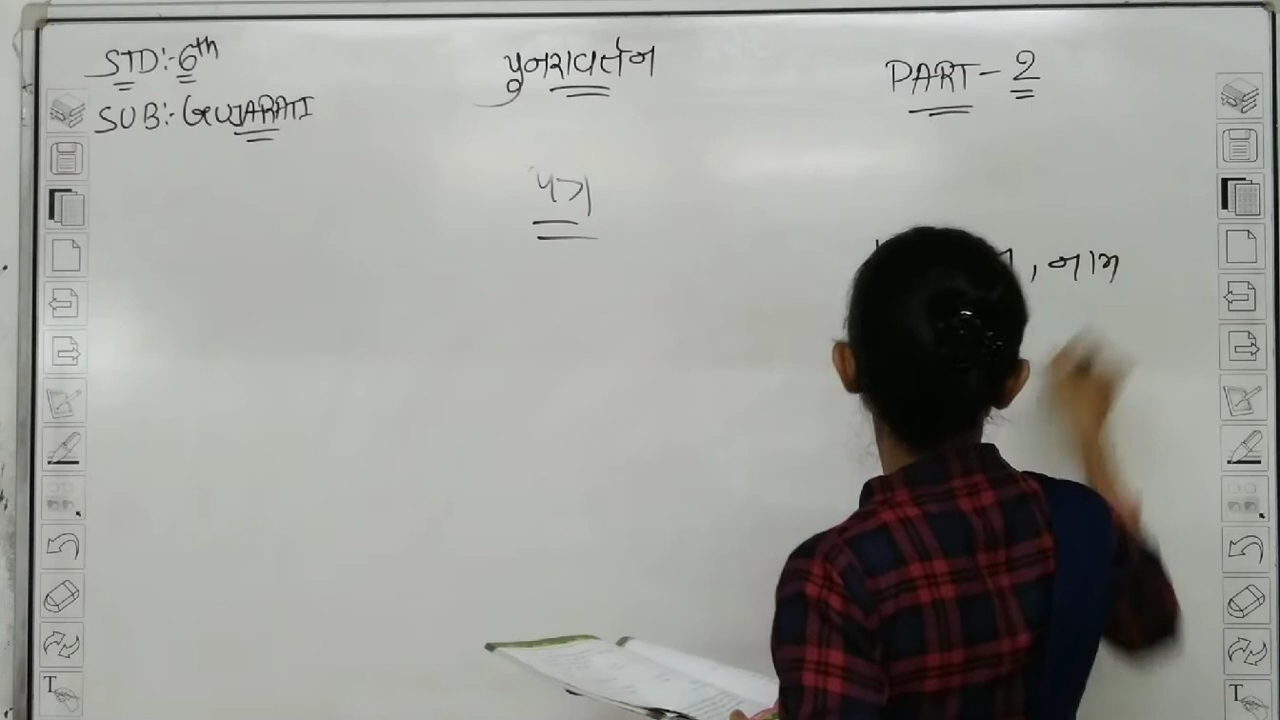 STD:- 6th
SUB:- GUJARATI
પુનરાવર્તન
PART - 2
પત્ર
, નામ